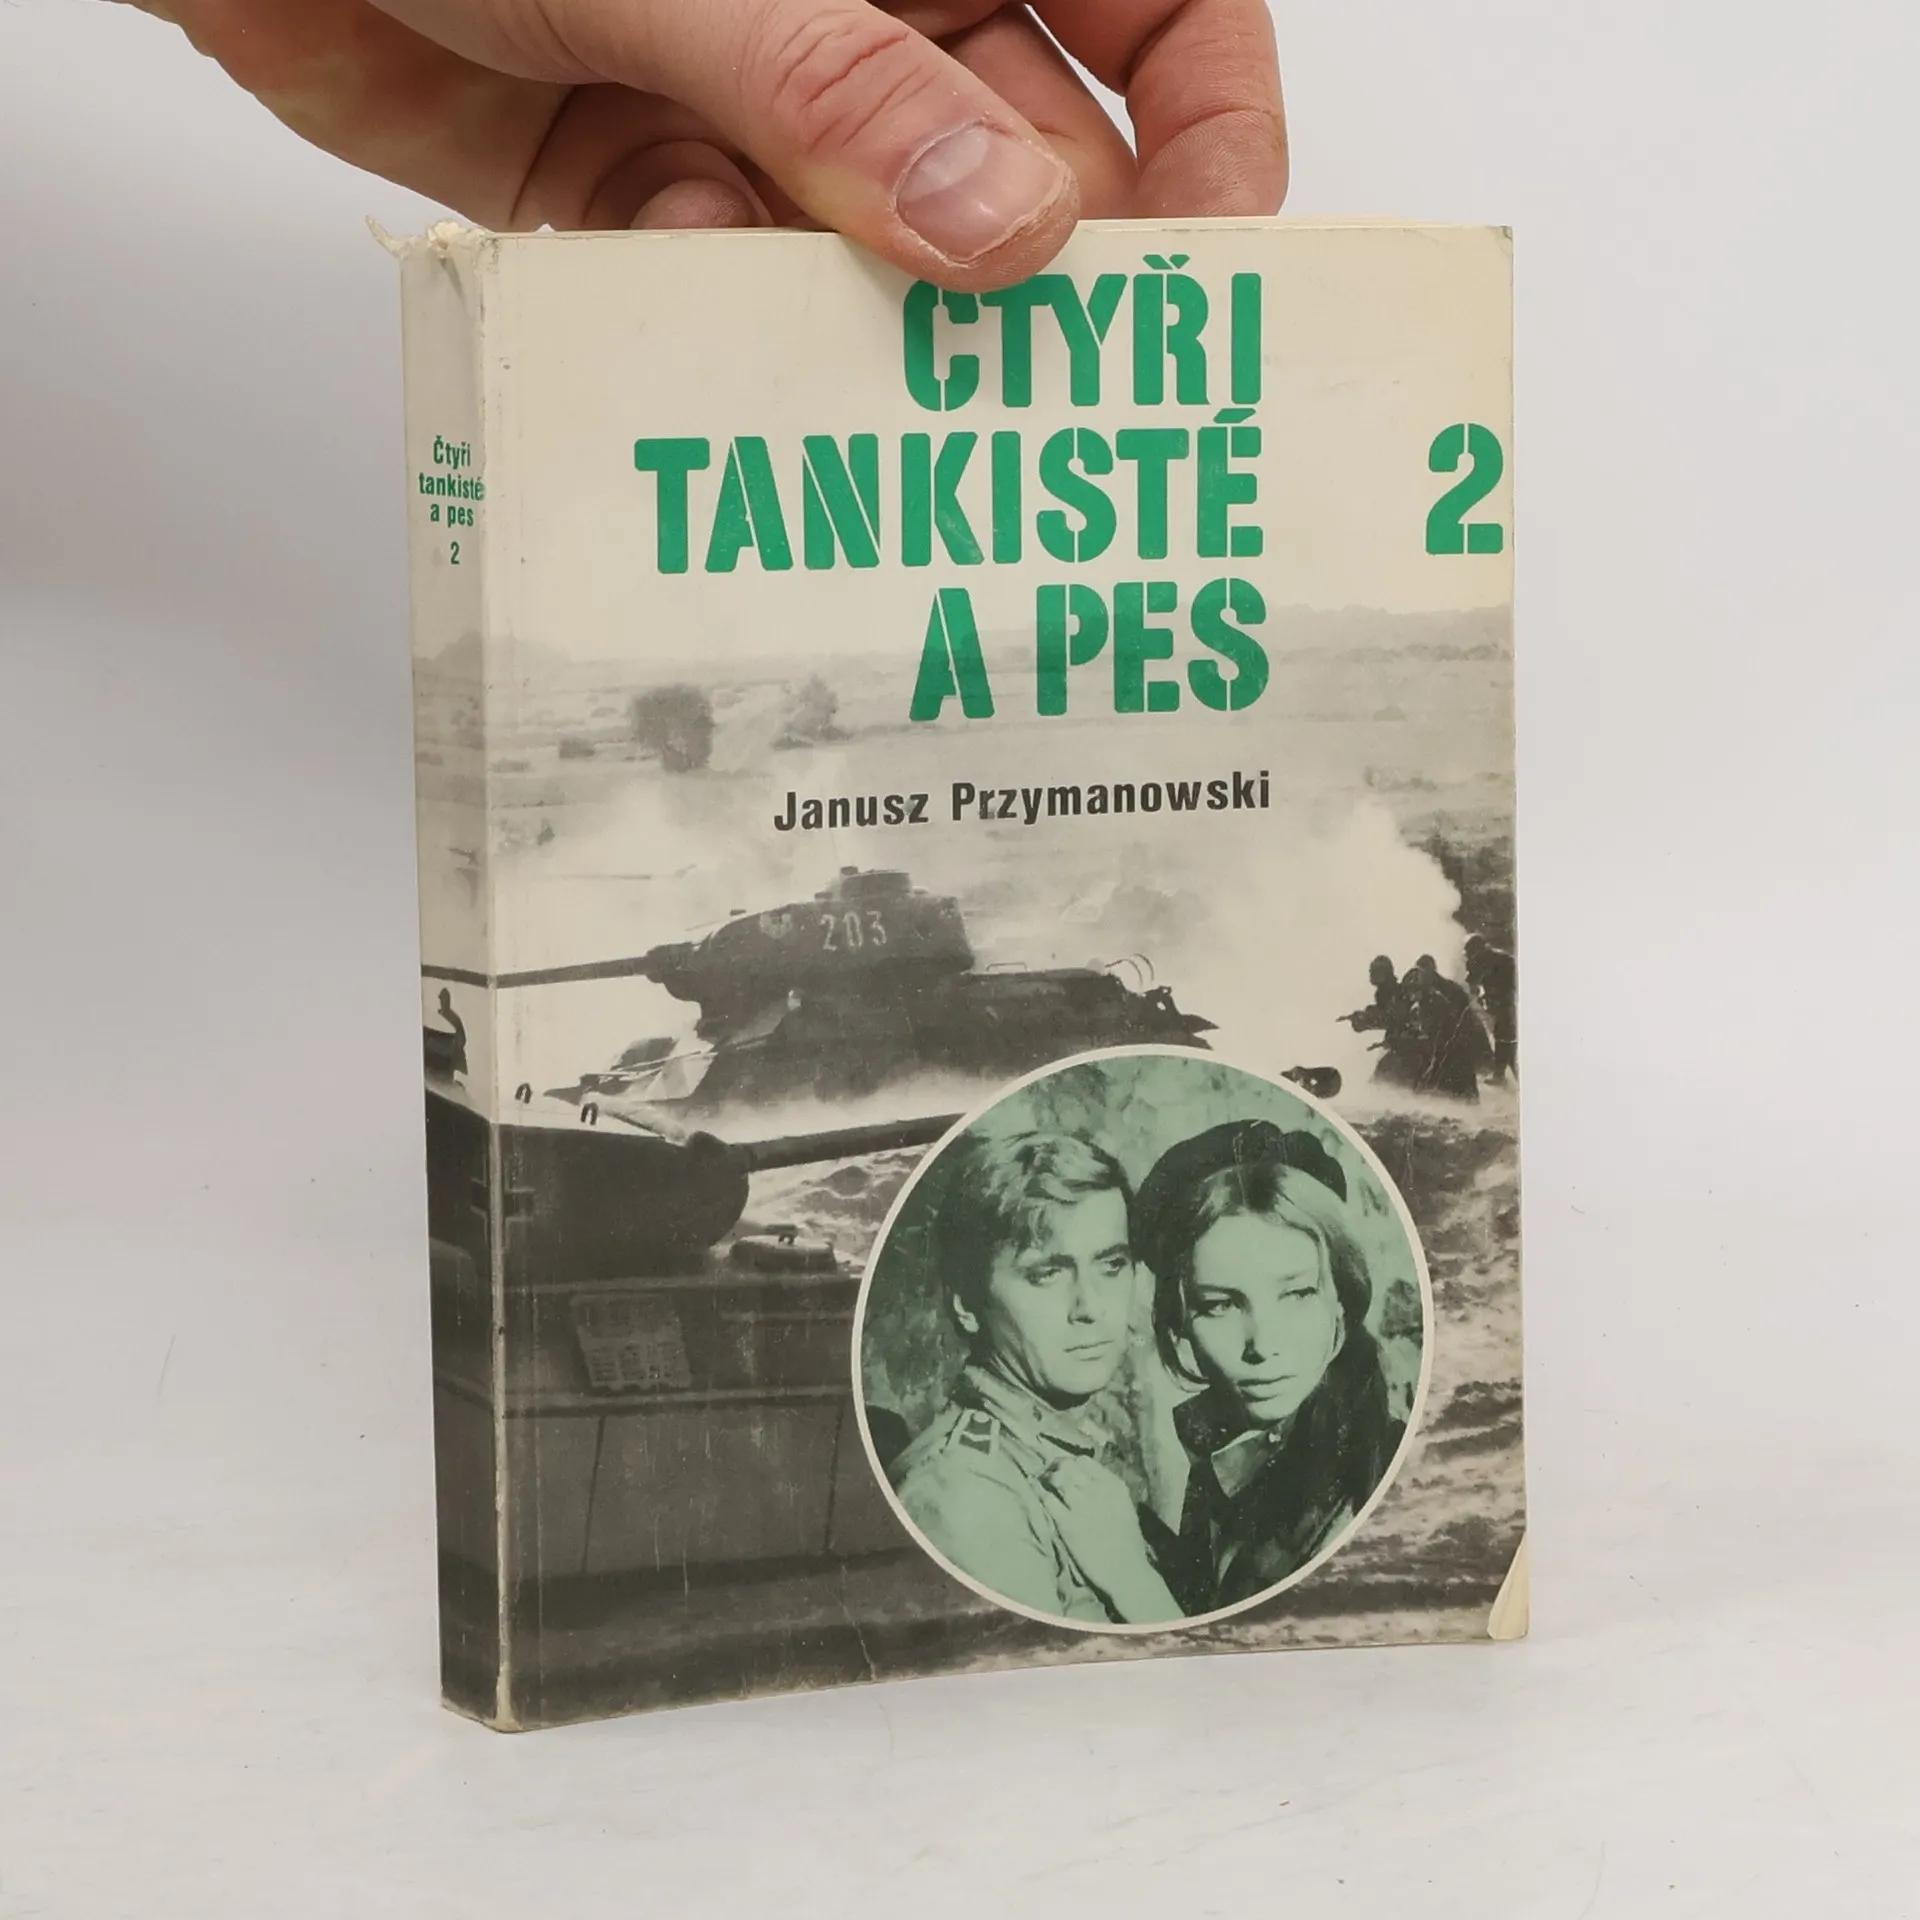 Čtyři
tankisté
a pes
2
ČTYŘI
TANKISTÉ 2
A PES
Janusz Przymanowski
203